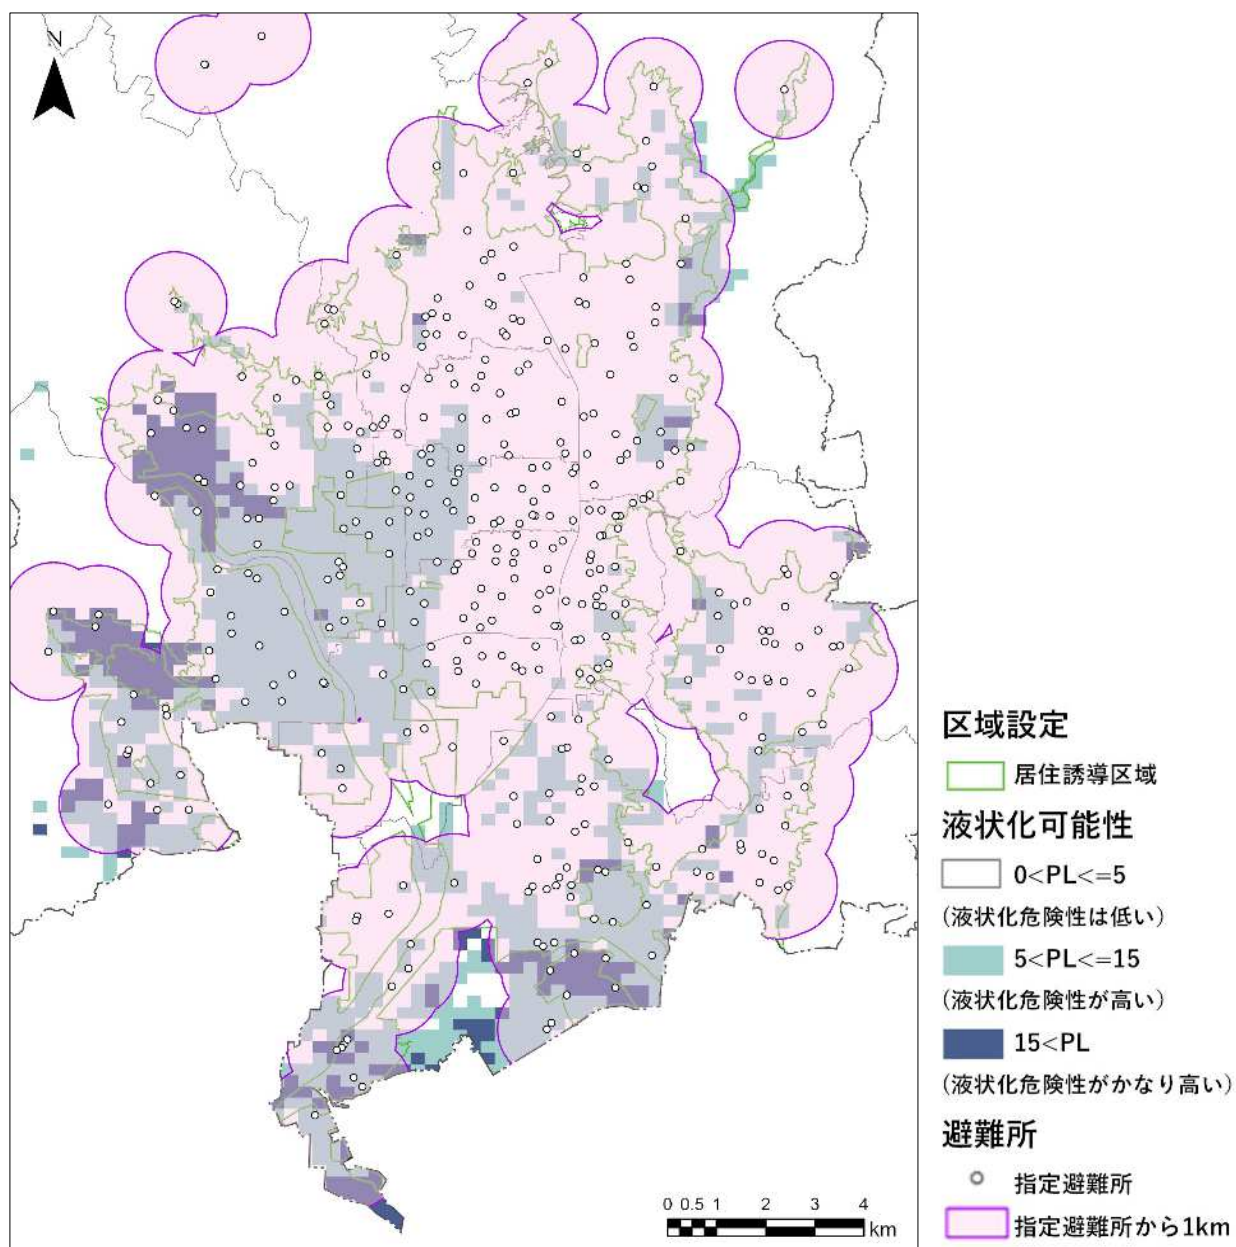 N
区域設定
居住誘導区域
液状化可能性
0<PL<=5
(液状化危険性は低い)
5<PL<=15
(液状化危険性が高い)
15<PL
(液状化危険性がかなり高い)
避難所
指定避難所
指定避難所から1km
0 0.5 1 2 3 4
km